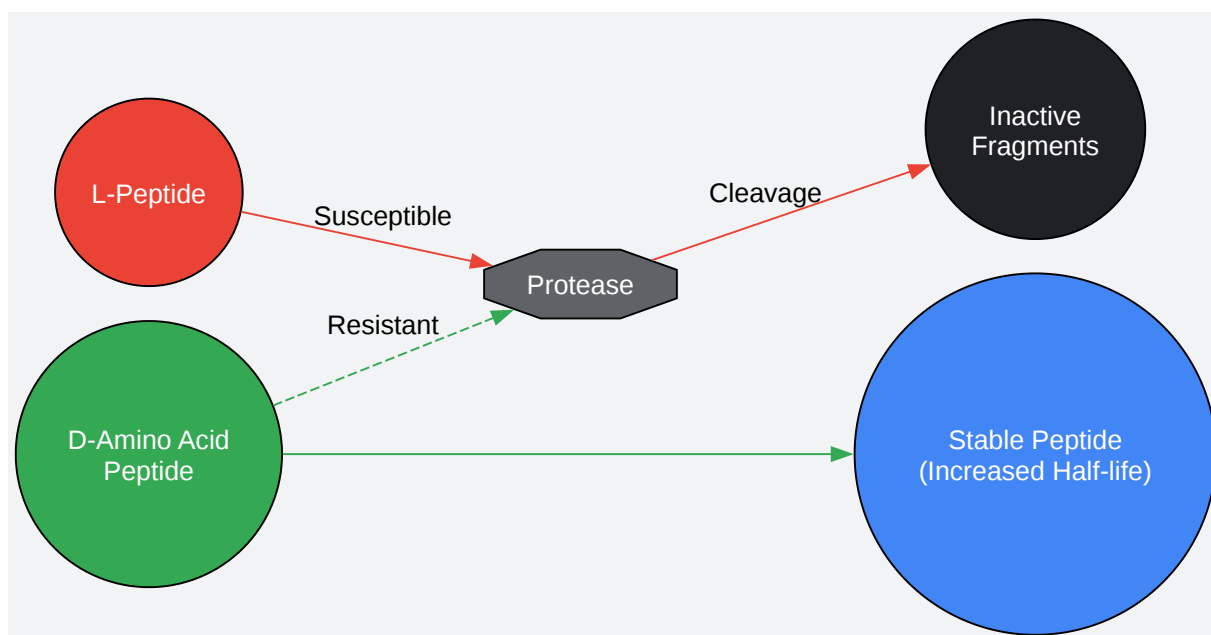 Inactive
Fragments
L-Peptide
Susceptible
Cleavage
Protease
Resistant
D-Amino Acid
Peptide
Stable Peptide
(Increased Half-life)